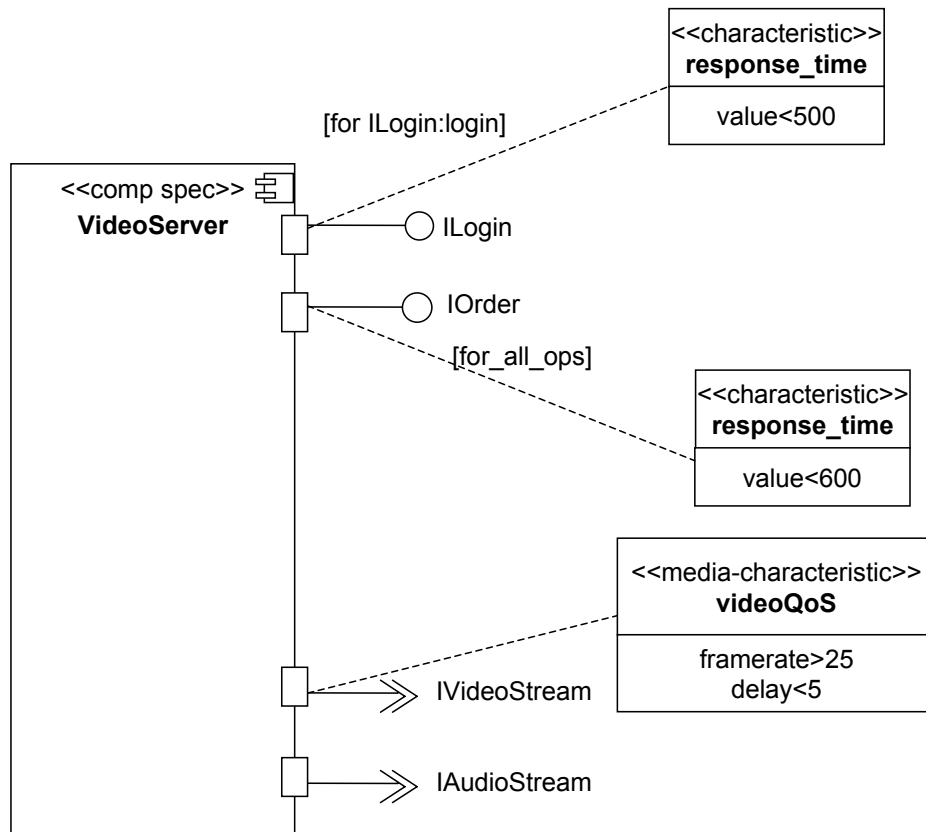 <<characteristic>>
response_time
value<500
[for ILogin:login]
<<comp spec>>
VideoServer
ILogin
IOrder
[for_all_ops]
<<characteristic>>
response_time
value<600
<<media-characteristic>>
videoQoS
framerate>25
delay<5
IVideoStream
IAudioStream